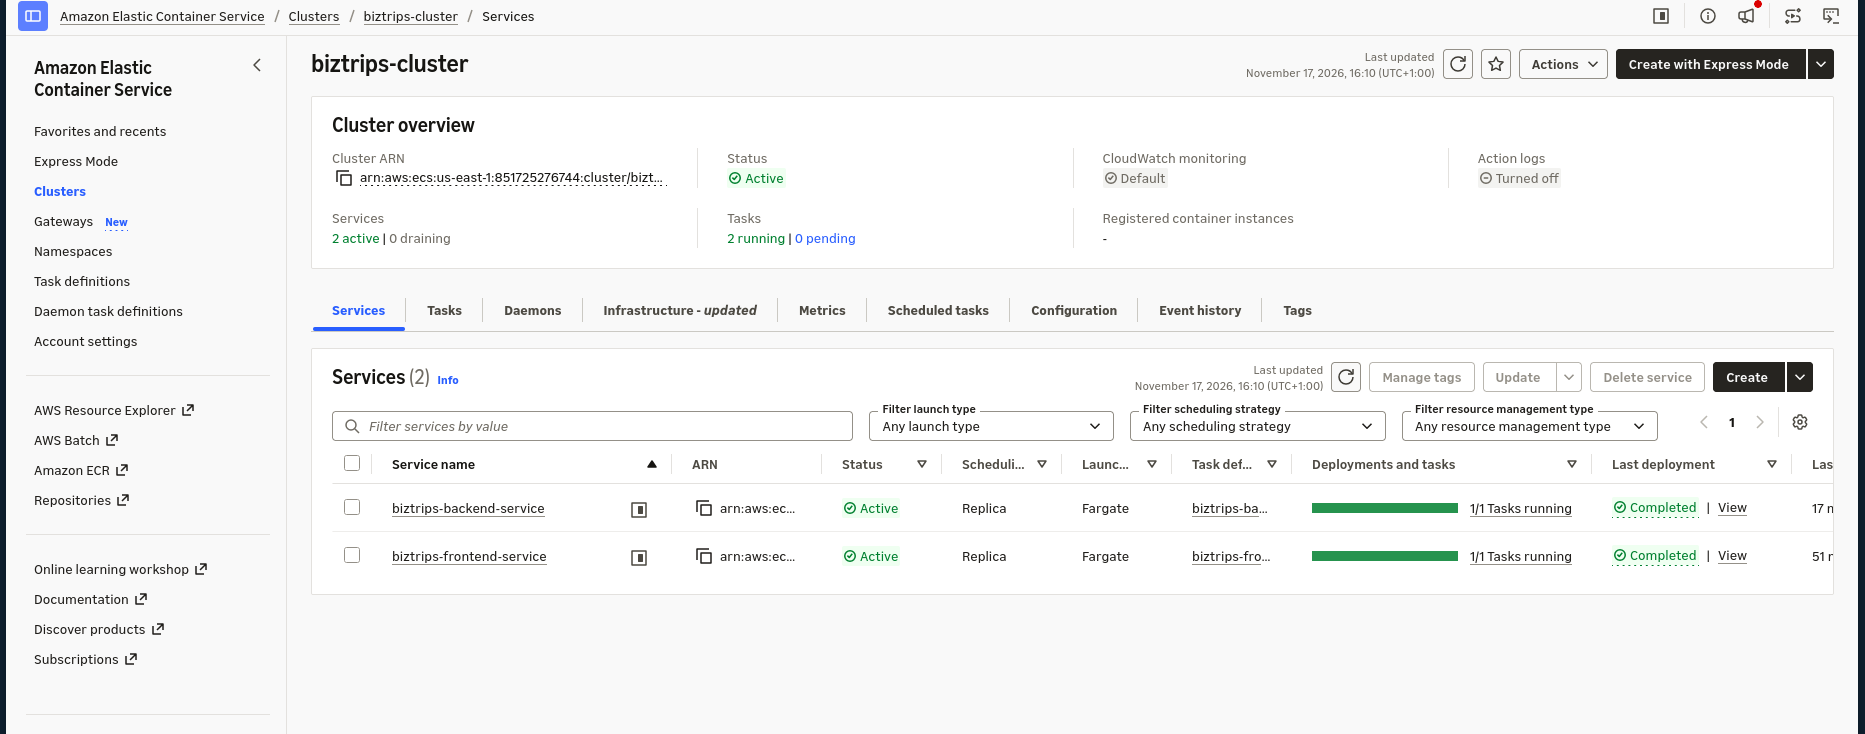 Amazon Elastic Container Service / Clusters / biztrips-cluster / Services
Amazon Elastic
Container Service
Favorites and recents
Express Mode
Clusters
Gateways New
Namespaces
Task definitions
Daemon task definitions
Account settings
AWS Resource Explorer
AWS Batch
Amazon ECR
Repositories
Online learning workshop
Documentation
Discover products
Subscriptions
biztrips-cluster
Last updated
November 17, 2026, 16:10 (UTC+1:00)
Actions
Create with Express Mode
Cluster overview
Cluster ARN
arn:aws:ecs:us-east-1:851725276744:cluster/bizt...
Status
Active
CloudWatch monitoring
Default
Action logs
Turned off
Services
2 active | 0 draining
Tasks
2 running | 0 pending
Registered container instances
-
Services Tasks Daemons Infrastructure - updated Metrics Scheduled tasks Configuration Event history Tags
Services (2) Info
Last updated
November 17, 2026, 16:10 (UTC+1:00)
Manage tags
Update
Delete service
Create
Filter services by value
Filter launch type
Any launch type
Filter scheduling strategy
Any scheduling strategy
Filter resource management type
Any resource management type
1
Service name ARN Status Scheduli... Launc... Task def... Deployments and tasks Last deployment Las
biztrips-backend-service arn:aws:ec... Active Replica Fargate biztrips-ba... 1/1 Tasks running Completed | View 17 m
biztrips-frontend-service arn:aws:ec... Active Replica Fargate biztrips-fro... 1/1 Tasks running Completed | View 51 m